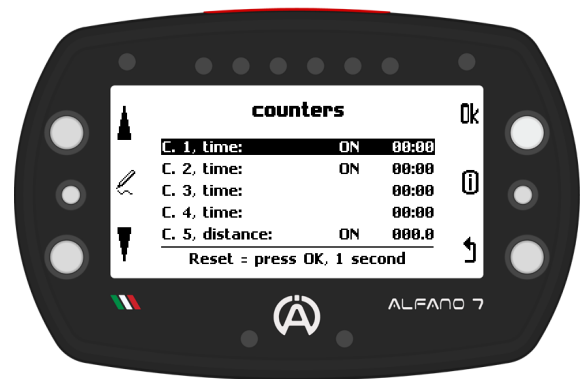 counters
Ok
C. 1, time: ON 00:00
C. 2, time: ON 00:00
C. 3, time: 00:00
C. 4, time: 00:00
C. 5, distance: ON 000.0
Reset = press OK, 1 second
ALFANO 7